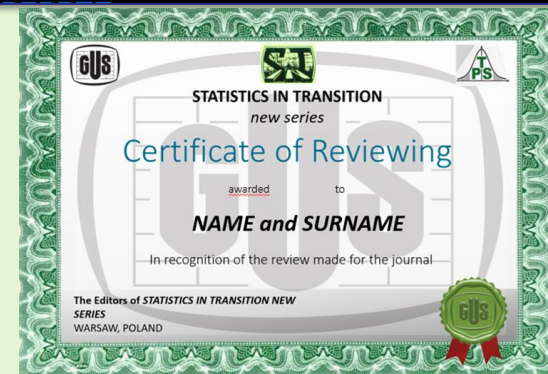 GUS
SiT
TPS
STATISTICS IN TRANSITION
new series
Certificate of Reviewing
awarded to
NAME and SURNAME
In recognition of the review made for the journal
The Editors of STATISTICS IN TRANSITION NEW
SERIES
WARSAW, POLAND
GUS
GUS